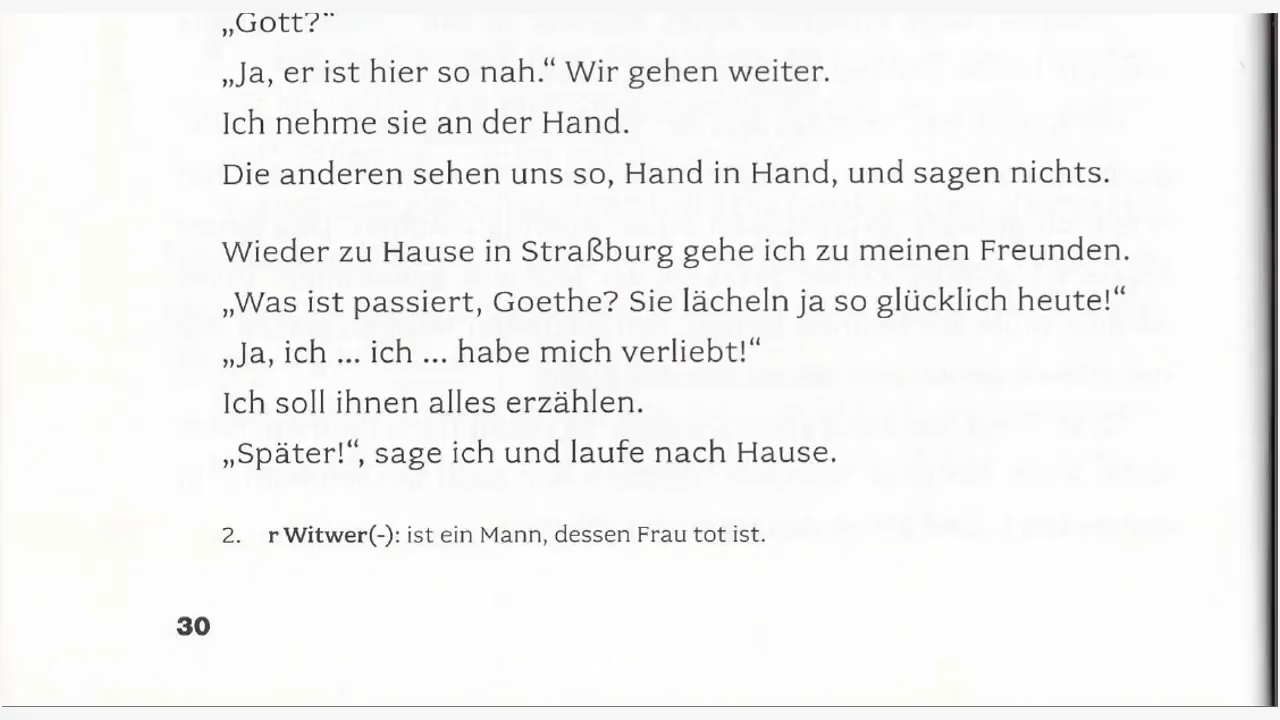 „Gott?“
„Ja, er ist hier so nah.“ Wir gehen weiter.
Ich nehme sie an der Hand.
Die anderen sehen uns so, Hand in Hand, und sagen nichts.
Wieder zu Hause in Straßburg gehe ich zu meinen Freunden.
„Was ist passiert, Goethe? Sie lächeln ja so glücklich heute!“
„Ja, ich ... ich ... habe mich verliebt!“
Ich soll ihnen alles erzählen.
„Später!“, sage ich und laufe nach Hause.
2. r Witwer(-): ist ein Mann, dessen Frau tot ist.
30